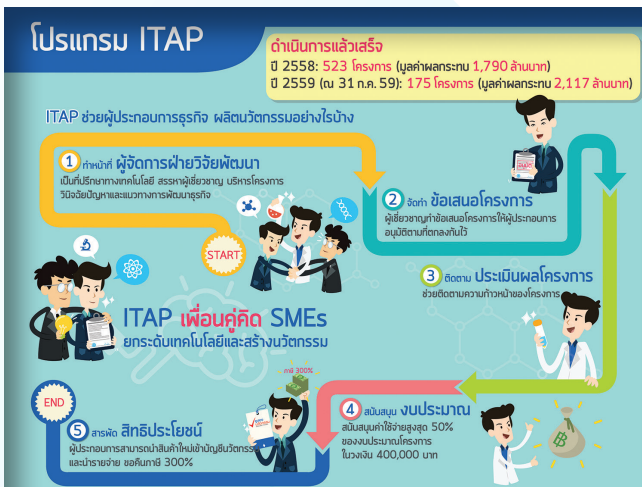 โปรแกรม ITAP
ดำเนินการแล้วเสร็จ
ปี 2558: 523 โครงการ (มูลค่าผลกระทบ 1,790 ล้านบาท)
ปี 2559 (ณ 31 ก.ค. 59): 175 โครงการ (มูลค่าผลกระทบ 2,117 ล้านบาท)
ITAP ช่วยผู้ประกอบการธุรกิจ ผลิตนวัตกรรมอย่างไรบ้าง
1 ทำหน้าที่ ผู้จัดการฝ่ายวิจัยพัฒนา
เป็นที่ปรึกษาทางเทคโนโลยี สรรหาผู้เชี่ยวชาญ บริหารโครงการ
วินิจฉัยปัญหาและแนวทางการพัฒนาธุรกิจ
START
2 จัดทำ ข้อเสนอโครงการ
ผู้เชี่ยวชาญทำข้อเสนอโครงการให้ผู้ประกอบการ
อนุมัติตามที่ตกลงกันไว้
3 ติดตาม ประเมินผลโครงการ
ช่วยติดตามความก้าวหน้าของโครงการ
ITAP เพื่อนคู่คิด SMEs
ยกระดับเทคโนโลยีและสร้างนวัตกรรม
ภาษี 300%
END
4 สนับสนุน งบประมาณ
สนับสนุนค่าใช้จ่ายสูงสุด 50%
ของงบประมาณโครงการ
ในวงเงิน 400,000 บาท
5 สารพัด สิทธิประโยชน์
ผู้ประกอบการสามารถนำสินค้าใหม่เข้าบัญชีนวัตกรร
และนำรายจ่าย ขอคืนภาษี 300%